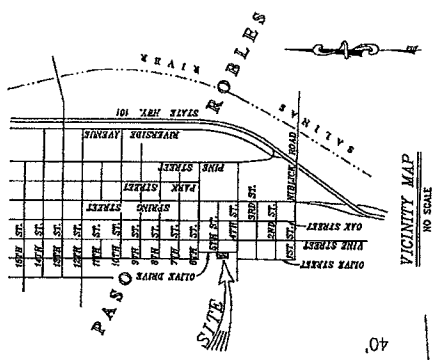 PASO ROBLES
SALINAS RIVER
STATE HWY. 101
RIVERSIDE AVENUE
PINE STREET
PARK STREET
SPRING STREET
OAK STREET
VINE STREET
OLIVE STREET
OLIVE DRIVE
NIBLICK ROAD
15TH ST.
14TH ST.
13TH ST.
12TH ST.
11TH ST.
10TH ST.
9TH ST.
8TH ST.
7TH ST.
6TH ST.
5TH ST.
4TH ST.
3RD ST.
2ND ST.
1ST ST.
SITE
VICINITY MAP
NO SCALE
40'